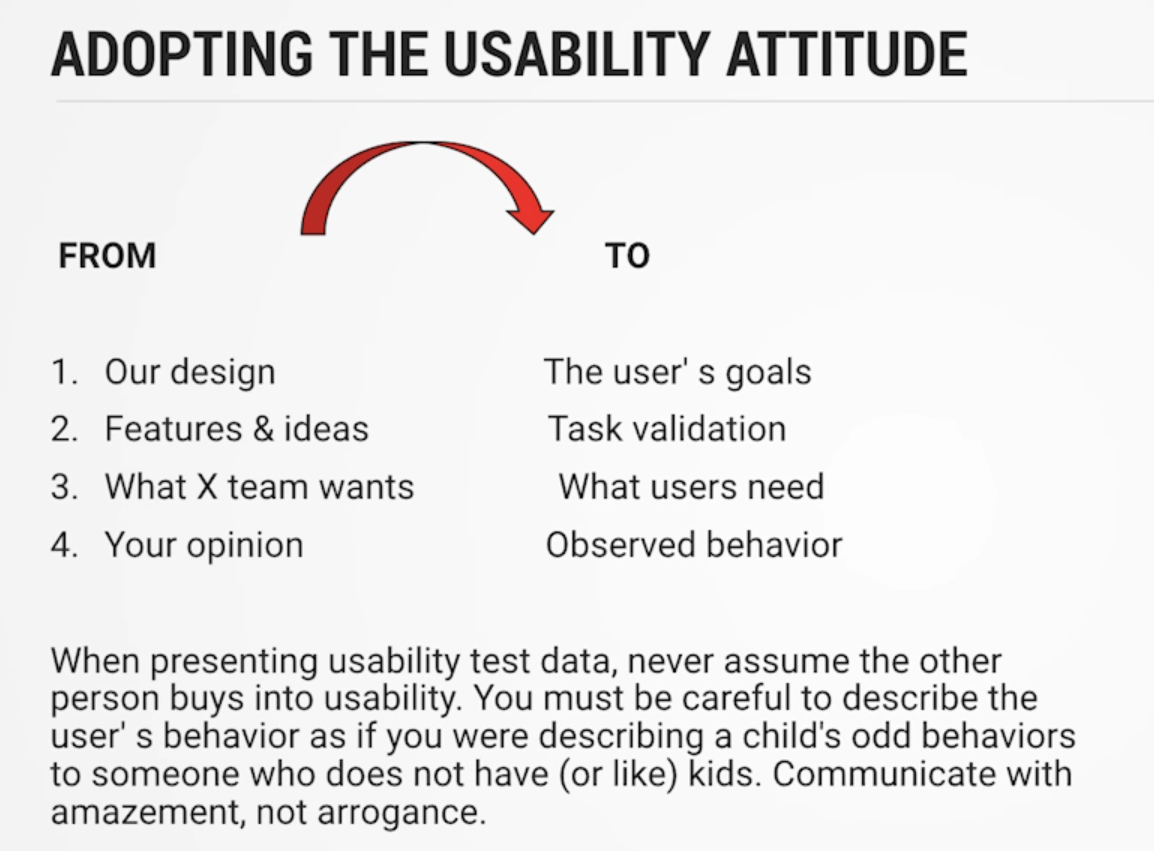 ADOPTING THE USABILITY ATTITUDE
FROM TO
1. Our design The user' s goals
2. Features & ideas Task validation
3. What X team wants What users need
4. Your opinion Observed behavior
When presenting usability test data, never assume the other
person buys into usability. You must be careful to describe the
user' s behavior as if you were describing a child's odd behaviors
to someone who does not have (or like) kids. Communicate with
amazement, not arrogance.